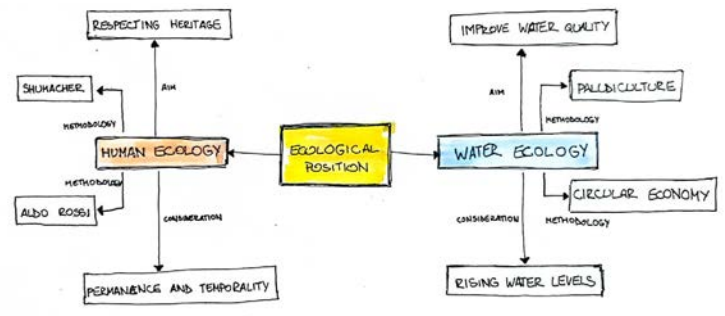 RESPECTING HERITAGE
IMPROVE WATER QUALITY
SHUMACHER
AIM
AIM
PALUDICULTURE
METHODOLOGY
METHODOLOGY
HUMAN ECOLOGY
ECOLOGICAL
POSITION
WATER ECOLOGY
METHODOLOGY
ALDO ROSSI
CIRCULAR ECONOMY
CONSIDERATION
CONSIDERATION
METHODOLOGY
PERMANENCE AND TEMPORALITY
RISING WATER LEVELS